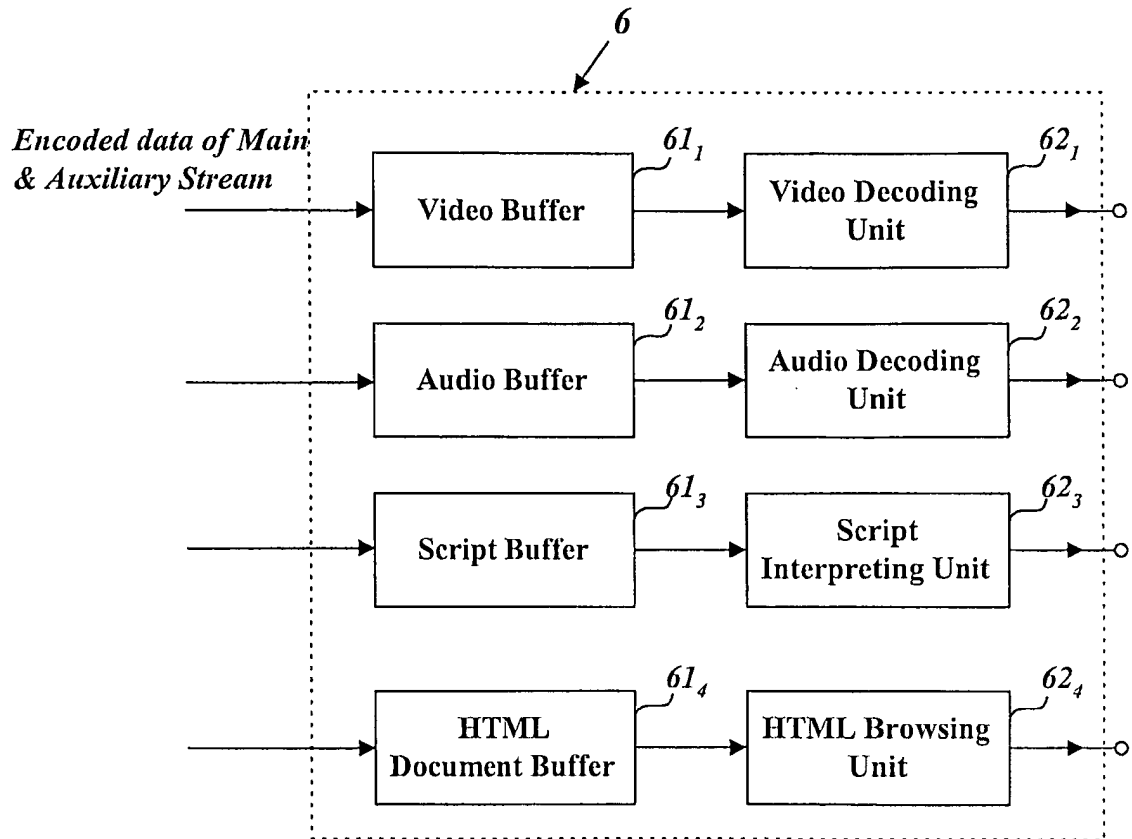 6
Encoded data of Main
& Auxiliary Stream
61₁
62₁
Video Buffer
Video Decoding
Unit
61₂
62₂
Audio Buffer
Audio Decoding
Unit
61₃
62₃
Script Buffer
Script
Interpreting Unit
61₄
62₄
HTML
Document Buffer
HTML Browsing
Unit